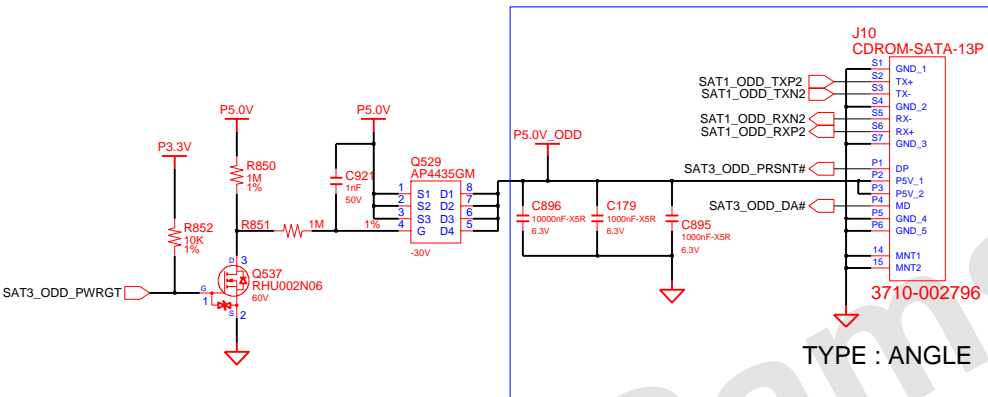 J10
CDROM-SATA-13P
S1
GND_1
SAT1_ODD_TXP2
S2
TX+
SAT1_ODD_TXN2
S3
TX-
S4
GND_2
SAT1_ODD_RXN2
S5
RX-
SAT1_ODD_RXP2
S6
RX+
S7
GND_3
SAT3_ODD_PRSNT#
P1
DP
P2
P5V_1
P3
P5V_2
SAT3_ODD_DA#
P4
MD
P5
GND_4
P6
GND_5
14
MNT1
15
MNT2
3710-002796
TYPE : ANGLE
P5.0V
P5.0V
P5.0V_ODD
P3.3V
R850
1M
1%
C921
1nF
50V
Q529
AP4435GM
1
S1
D1
8
2
S2
D2
7
3
S3
D3
6
4
G
D4
5
-30V
R851
1M
1%
R852
10K
1%
C896
10000nF-X5R
6.3V
C179
1000nF-X5R
6.3V
C895
1000nF-X5R
6.3V
D
3
Q537
RHU002N06
60V
G
1
S
2
SAT3_ODD_PWRGT